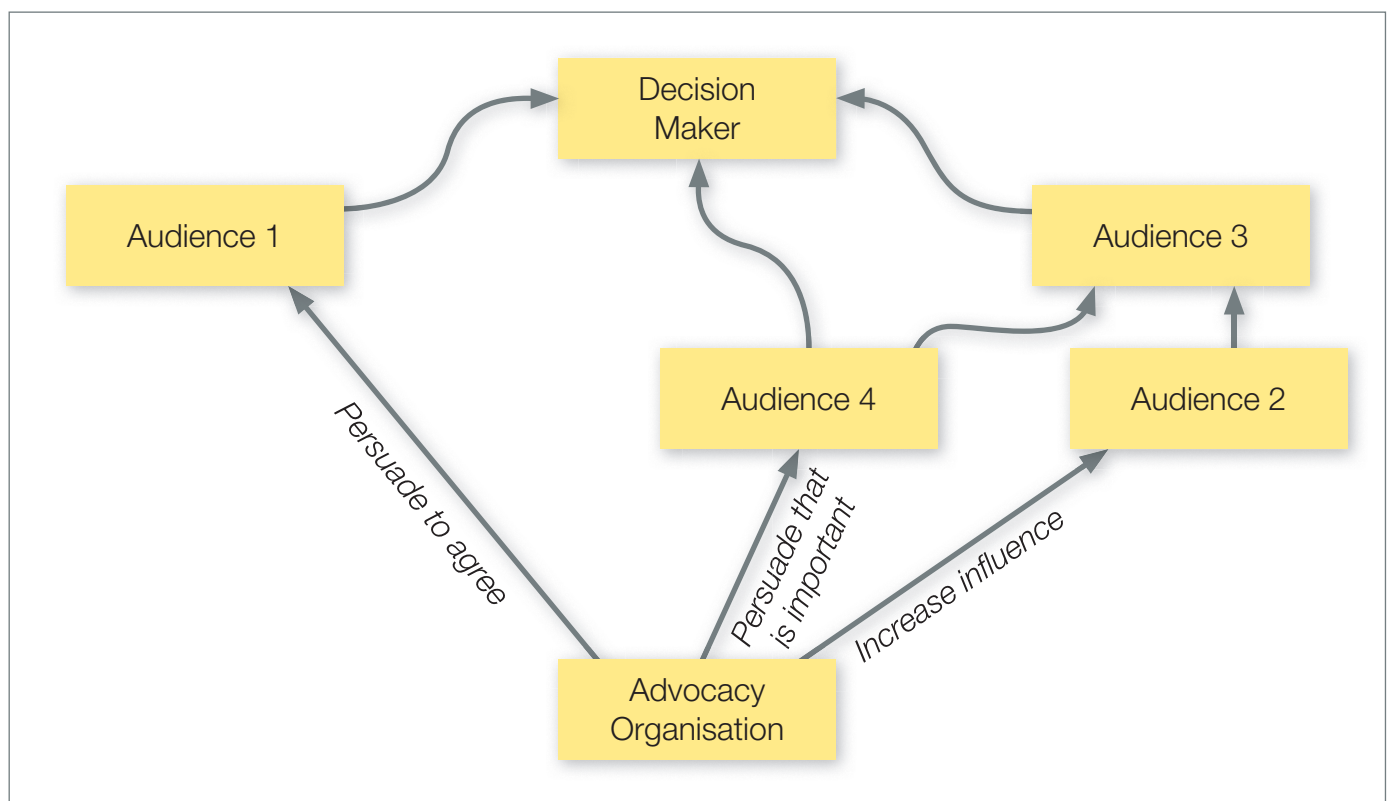 Decision
Maker
Audience 1
Audience 3
Audience 4
Audience 2
Persuade to agree
Persuade that
is important
Increase influence
Advocacy
Organisation